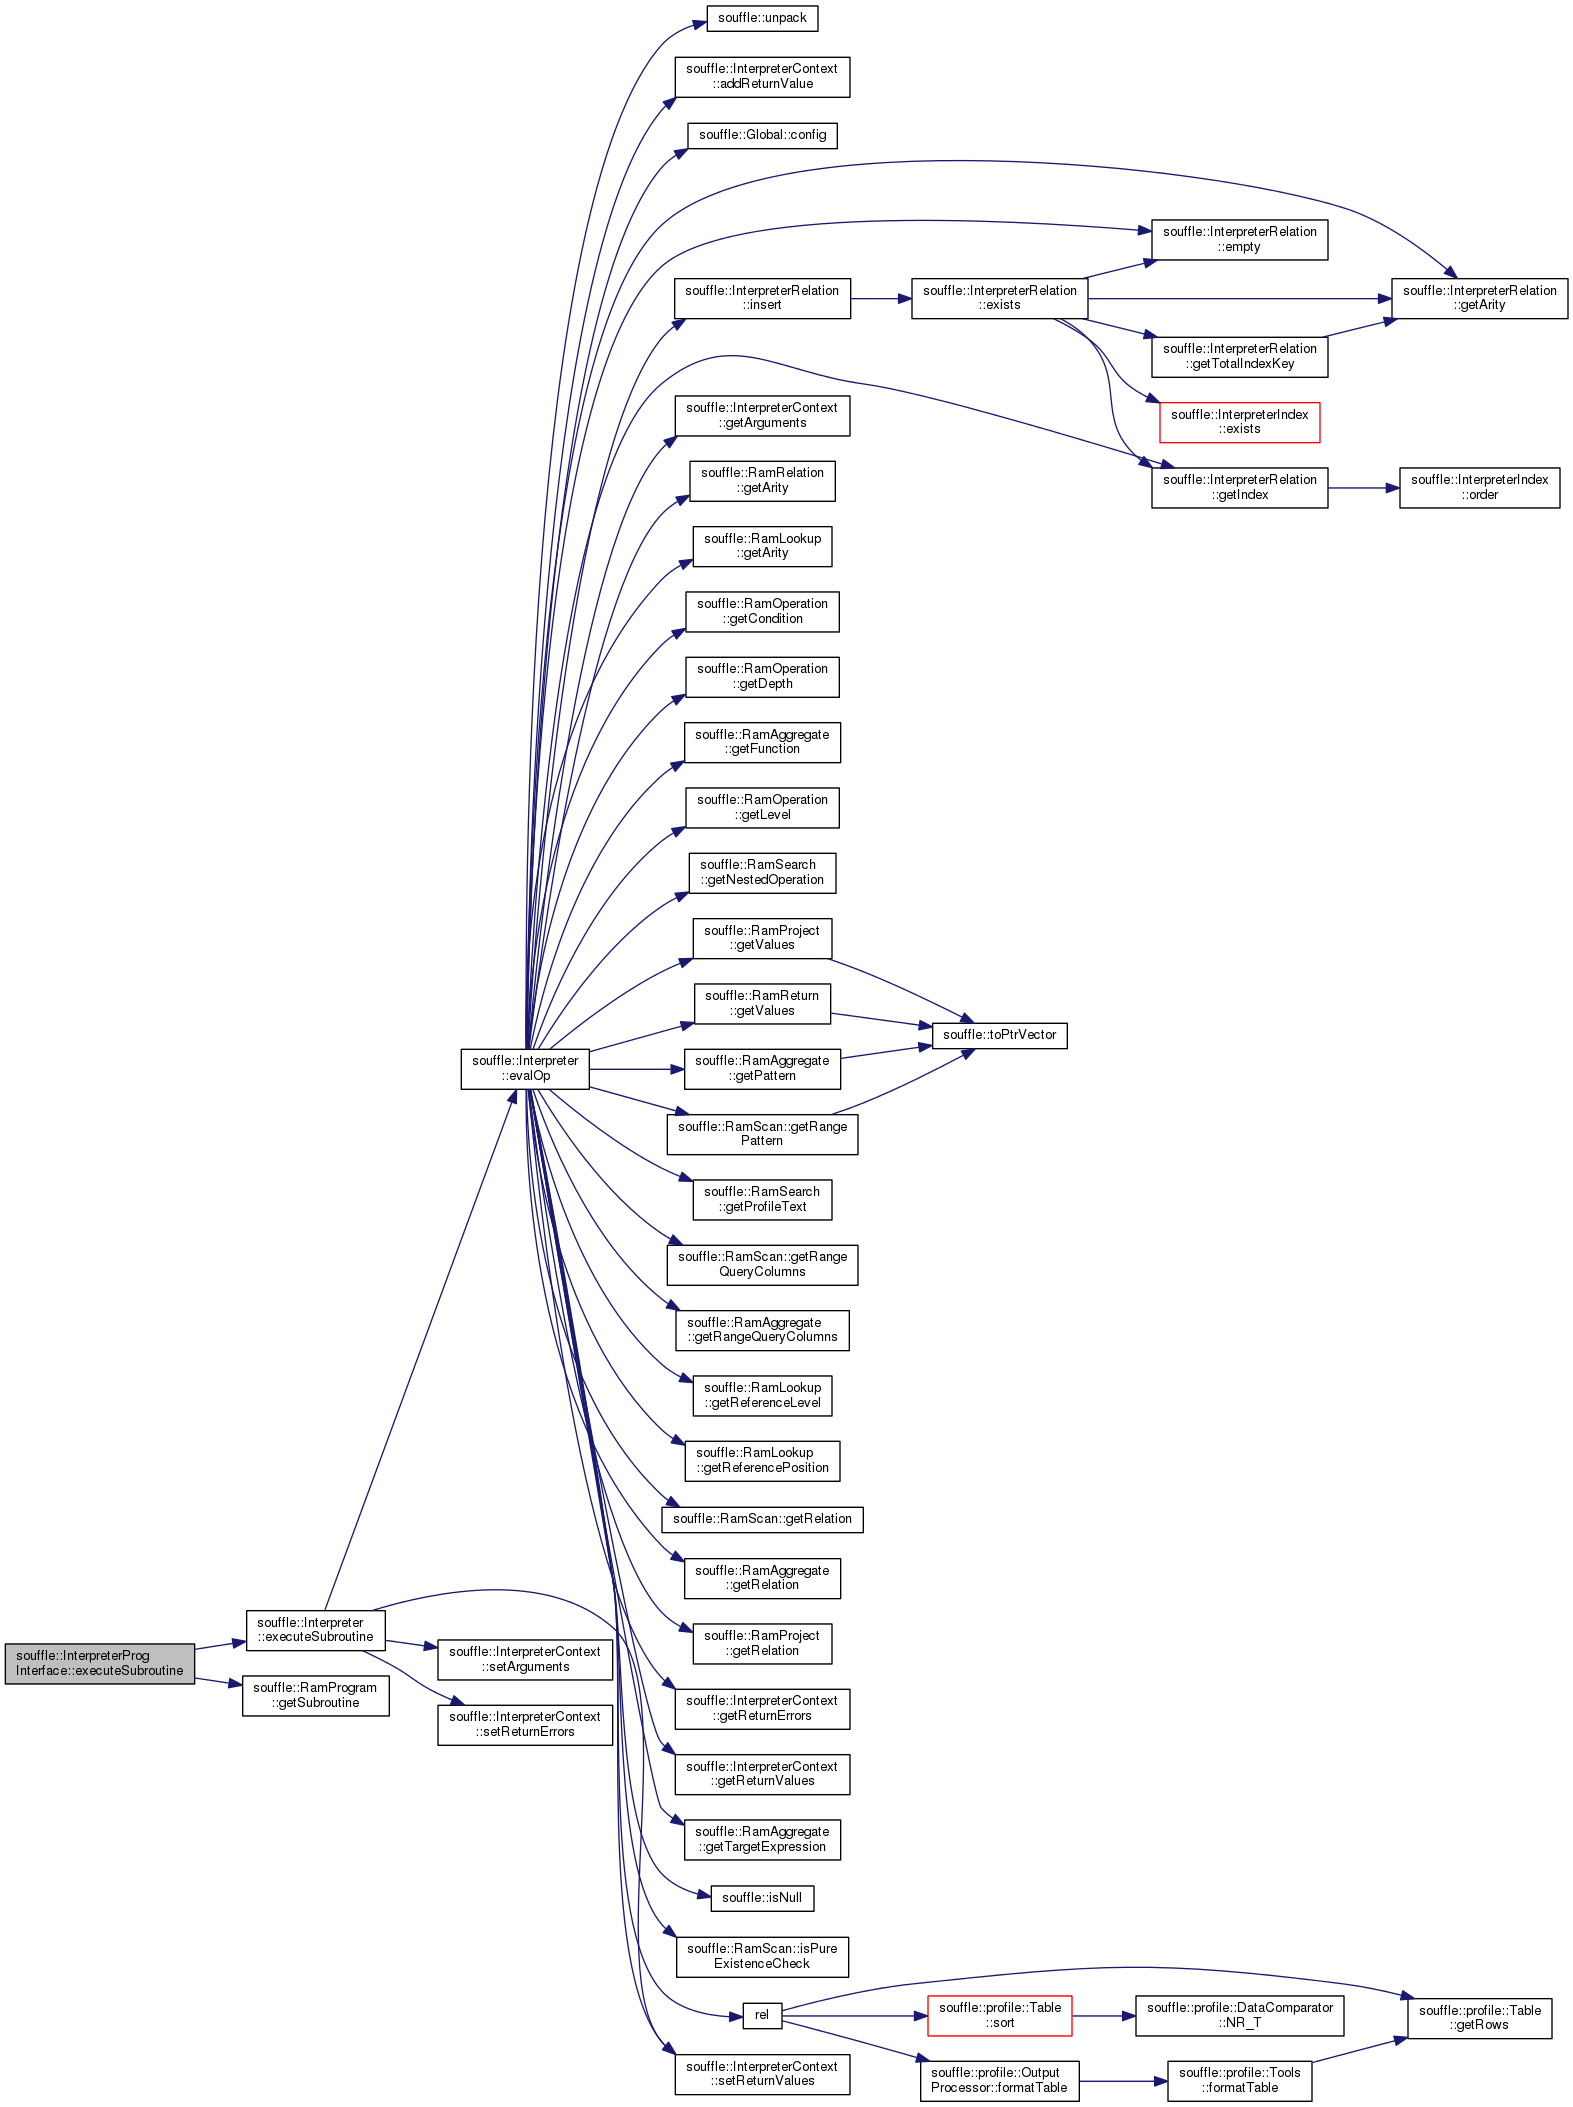 souffle::unpack
souffle::InterpreterContext
::addReturnValue
souffle::Global::config
souffle::InterpreterRelation
::empty
souffle::InterpreterRelation
::insert
souffle::InterpreterRelation
::exists
souffle::InterpreterRelation
::getArity
souffle::InterpreterRelation
::getTotalIndexKey
souffle::InterpreterContext
::getArguments
souffle::InterpreterIndex
::exists
souffle::RamRelation
::getArity
souffle::InterpreterRelation
::getIndex
souffle::InterpreterIndex
::order
souffle::RamLookup
::getArity
souffle::RamOperation
::getCondition
souffle::RamOperation
::getDepth
souffle::RamAggregate
::getFunction
souffle::RamOperation
::getLevel
souffle::RamSearch
::getNestedOperation
souffle::RamProject
::getValues
souffle::RamReturn
::getValues
souffle::toPtrVector
souffle::Interpreter
::evalOp
souffle::RamAggregate
::getPattern
souffle::RamScan::getRange
Pattern
souffle::RamSearch
::getProfileText
souffle::RamScan::getRange
QueryColumns
souffle::RamAggregate
::getRangeQueryColumns
souffle::RamLookup
::getReferenceLevel
souffle::RamLookup
::getReferencePosition
souffle::RamScan::getRelation
souffle::RamAggregate
::getRelation
souffle::RamProject
::getRelation
souffle::InterpreterProg
Interface::executeSubroutine
souffle::Interpreter
::executeSubroutine
souffle::InterpreterContext
::setArguments
souffle::RamProgram
::getSubroutine
souffle::InterpreterContext
::setReturnErrors
souffle::InterpreterContext
::getReturnErrors
souffle::InterpreterContext
::getReturnValues
souffle::RamAggregate
::getTargetExpression
souffle::isNull
souffle::RamScan::isPure
ExistenceCheck
rel
souffle::profile::Table
::sort
souffle::profile::DataComparator
::NR_T
souffle::profile::Table
::getRows
souffle::InterpreterContext
::setReturnValues
souffle::profile::Output
Processor::formatTable
souffle::profile::Tools
::formatTable